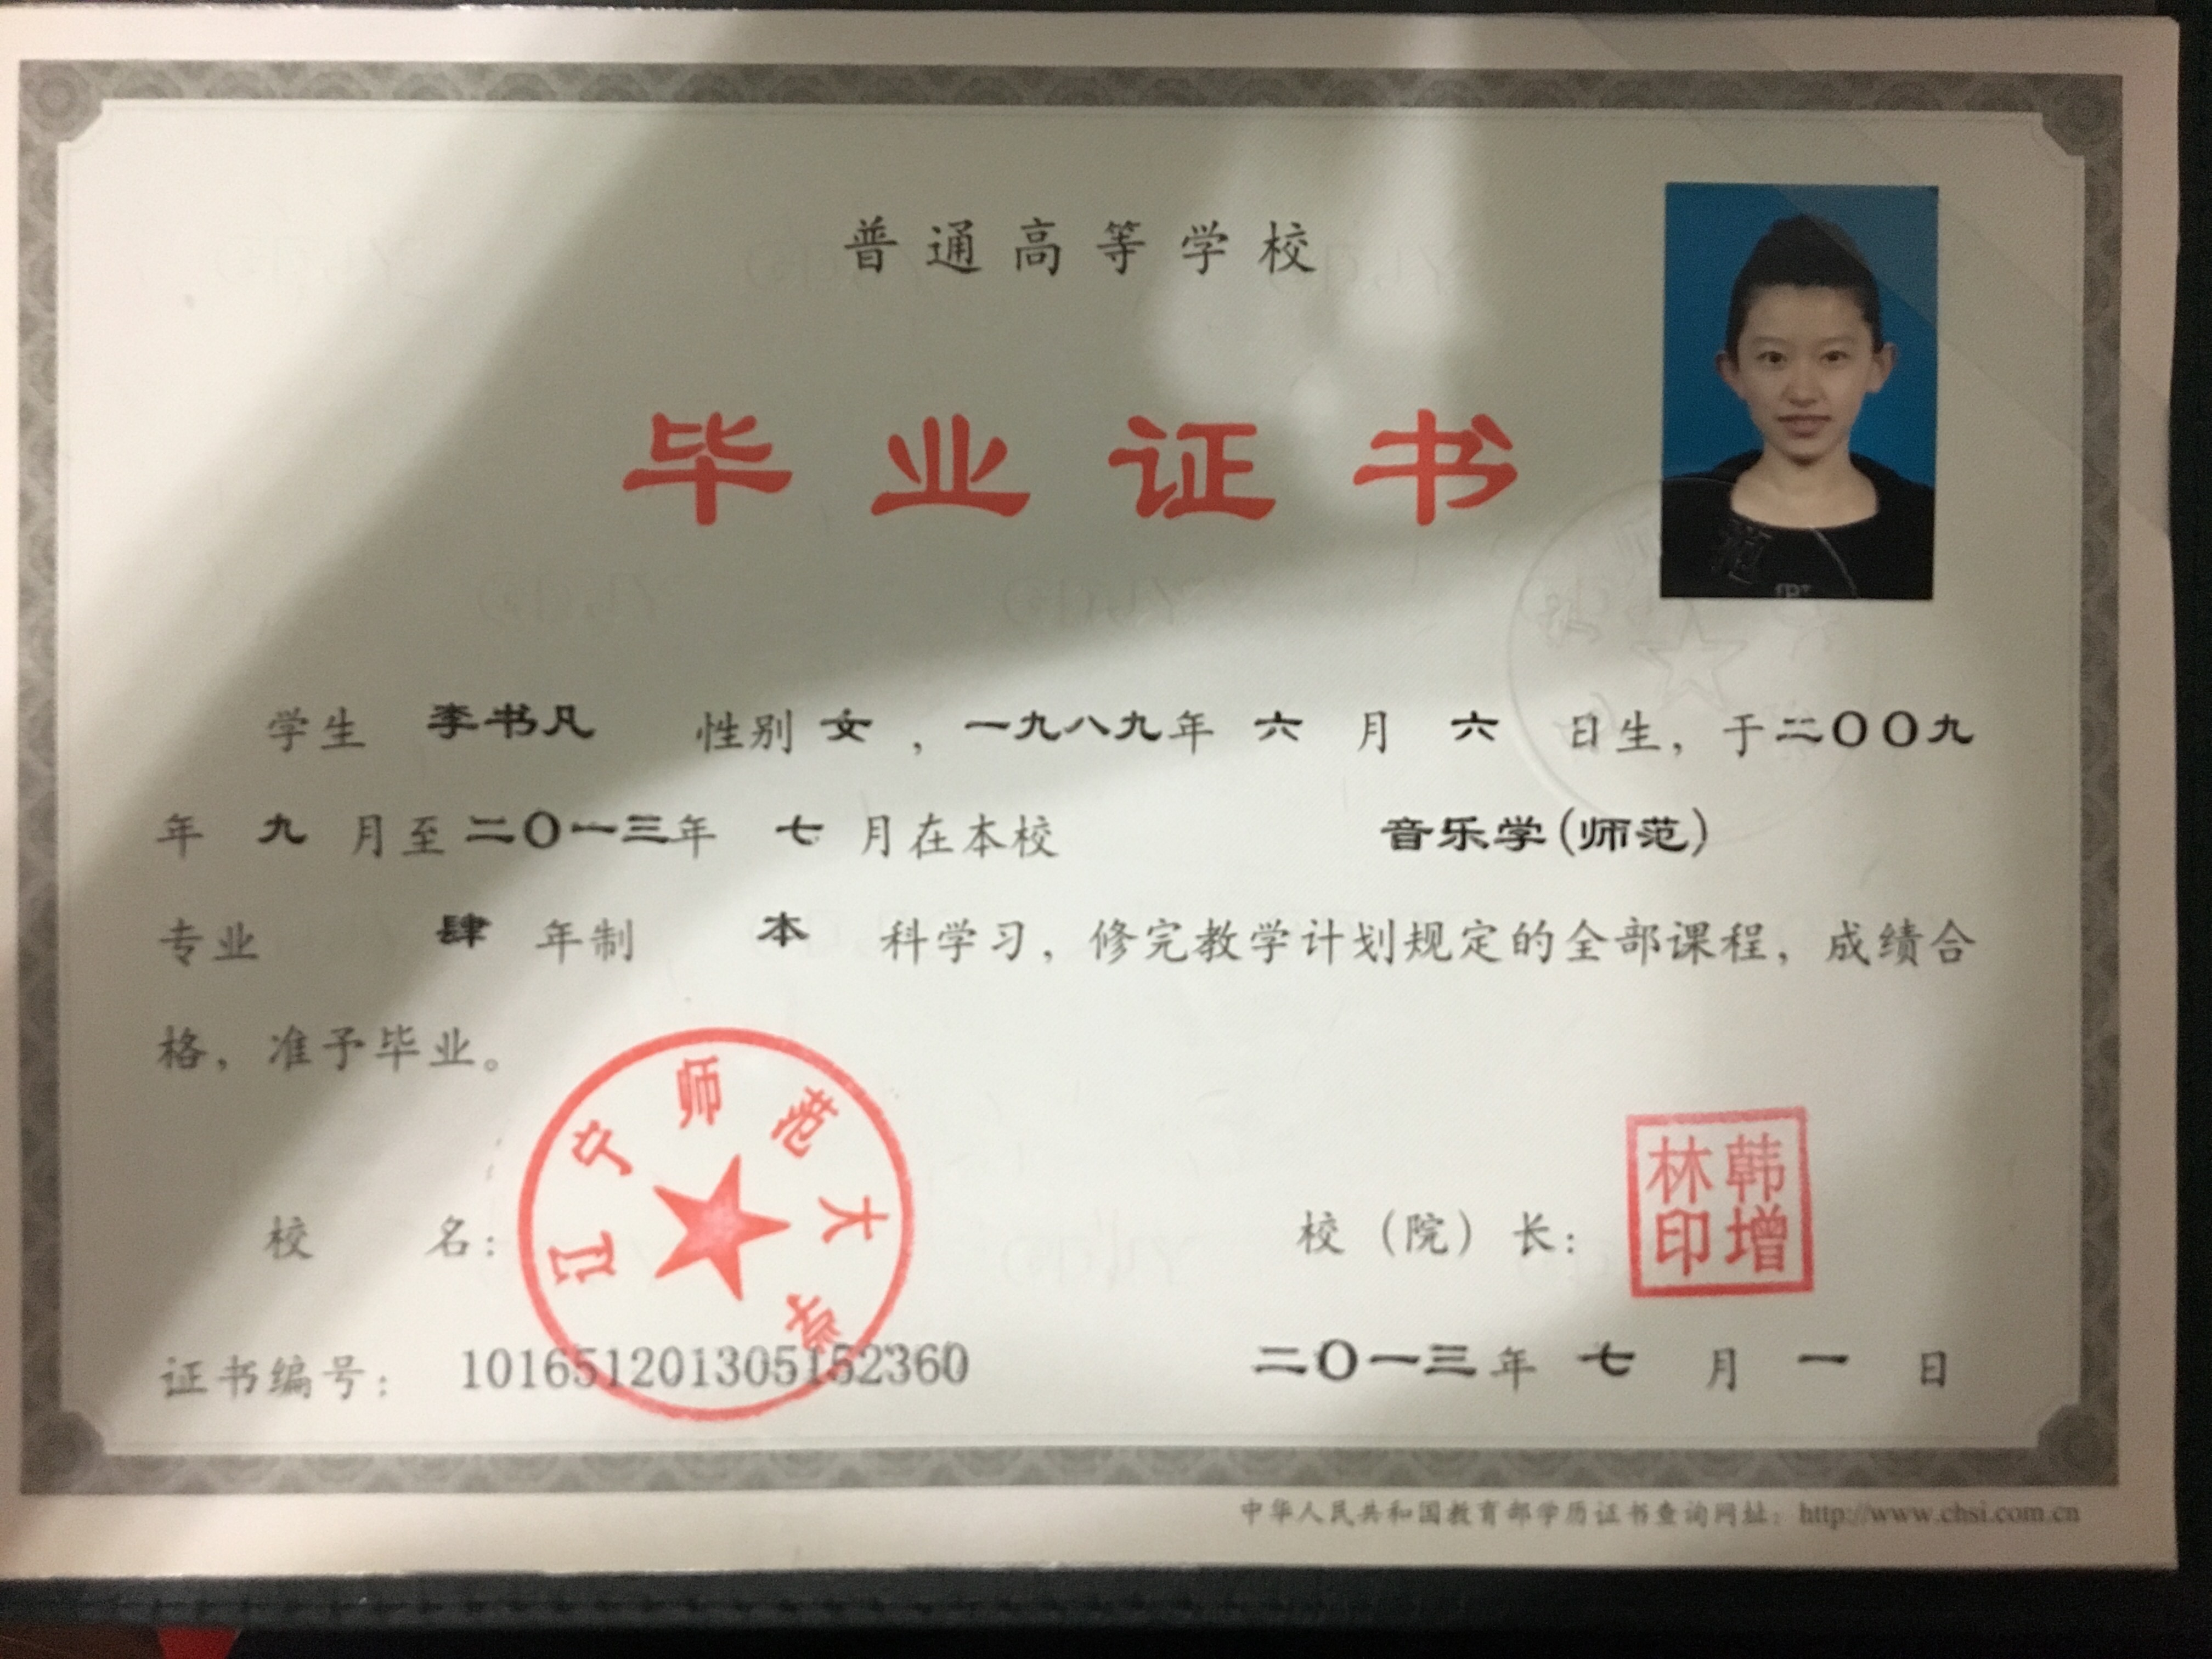 普通高等学校
毕业证书
学生 李书凡 性别 女，一九八九年 六 月 六 日生，于二〇〇九
年 九 月至 二〇一三年 七 月在本校 音乐学(师范)
专业 肆 年制 本 科学习，修完教学计划规定的全部课程，成绩合
格，准予毕业。
辽宁师范大学
校 名： 校（院）长：
韩增林印
证书编号： 101651201305152360 二〇一三年 七 月 一 日
中华人民共和国教育部学历证书查询网址：http://www.chsi.com.cn